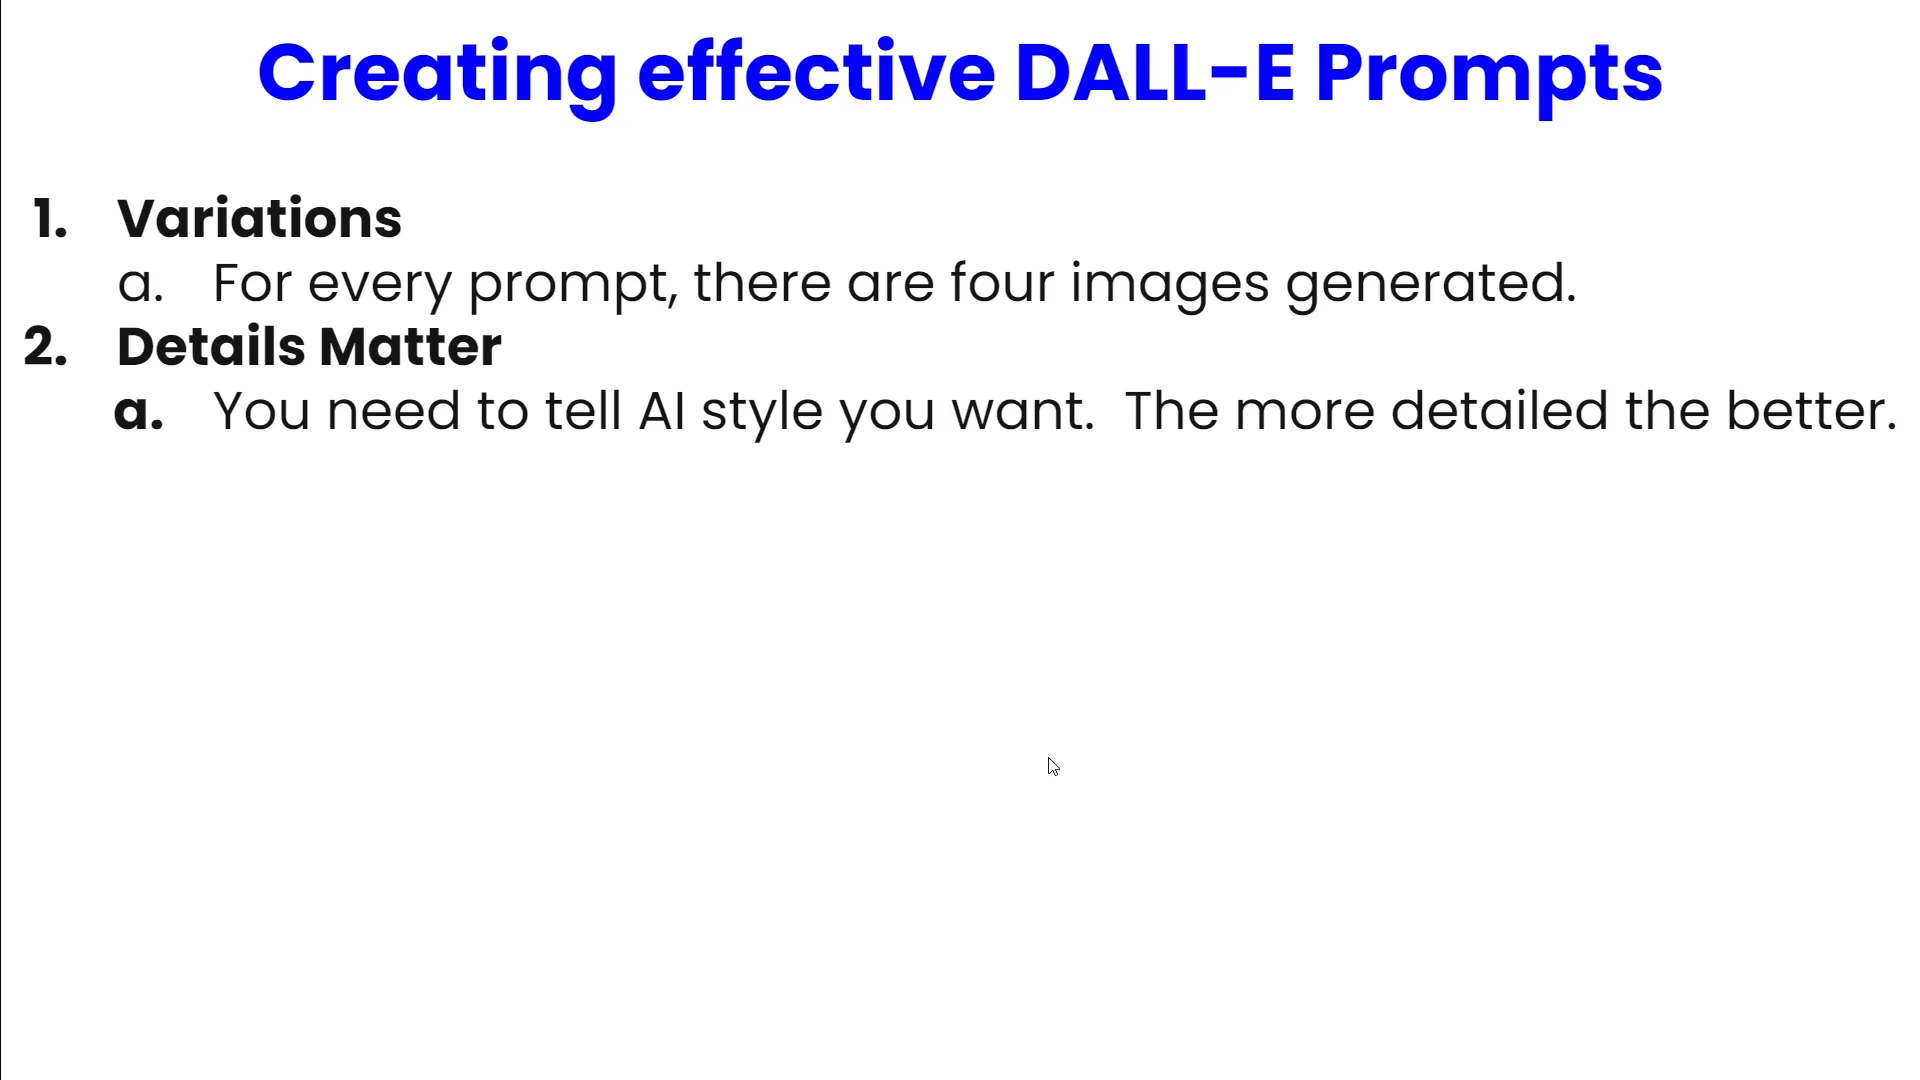 Creating effective DALL-E Prompts
1. Variations
a. For every prompt, there are four images generated.
2. Details Matter
a. You need to tell AI style you want.  The more detailed the better.